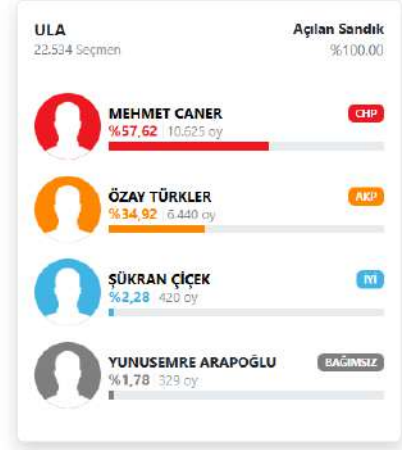 ULA
Açılan Sandık
22.534 Seçmen
%100.00
MEHMET CANER
CHP
%57,62 10.625 oy
ÖZAY TÜRKLER
AKP
%34,92 6.440 oy
ŞÜKRAN ÇİÇEK
İYİ
%2,28 420 oy
YUNUSEMRE ARAPOĞLU
BAĞIMSIZ
%1,78 329 oy